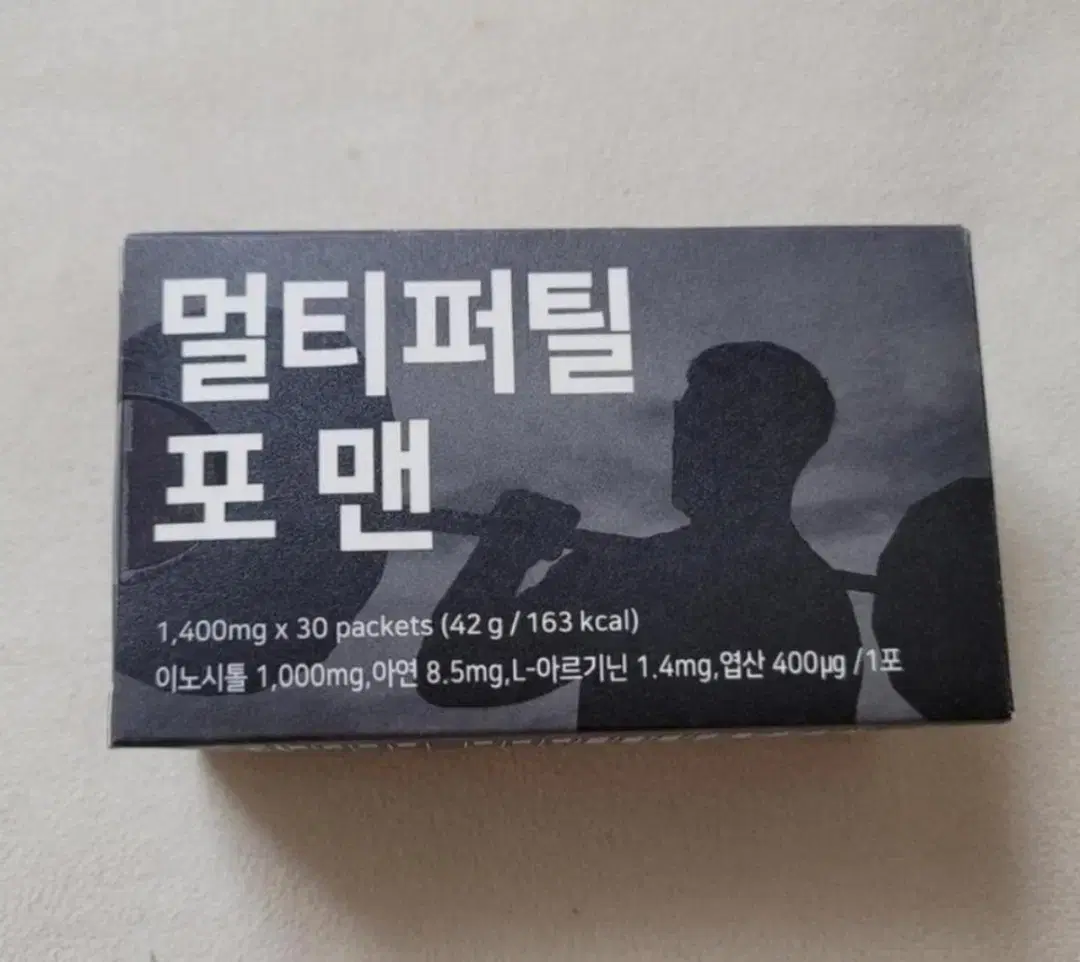 멀티퍼틸
포 맨
1,400mg x 30 packets (42 g / 163 kcal)
이노시톨 1,000mg,아연 8.5mg,L-아르기닌 1.4mg,엽산 400µg /1포